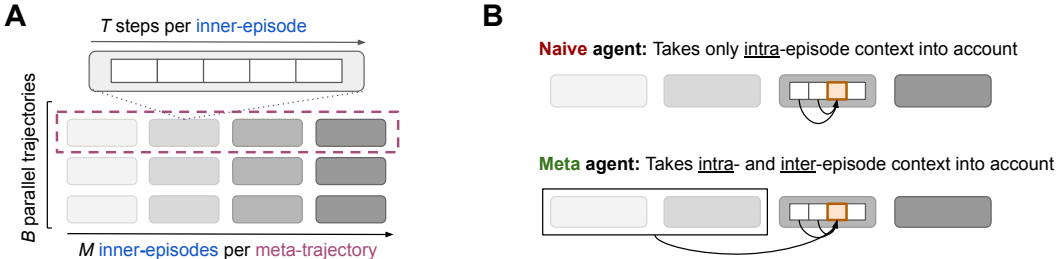 A
T steps per inner-episode
B parallel trajectories
M inner-episodes per meta-trajectory
B
Naive agent: Takes only intra-episode context into account
Meta agent: Takes intra- and inter-episode context into account